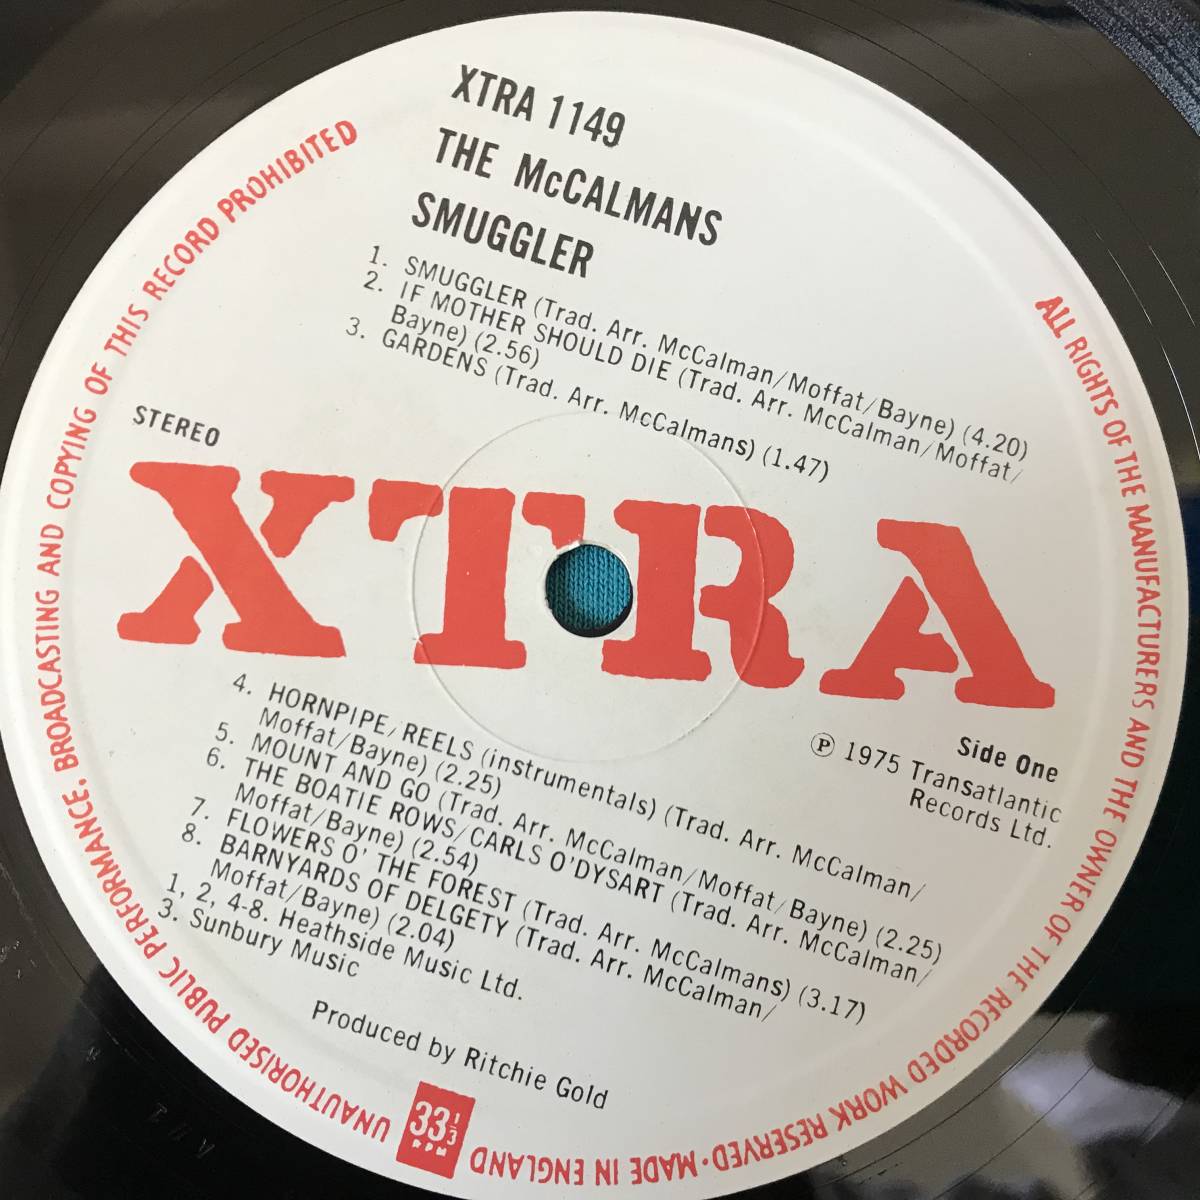 XTRA 1149
THE McCALMANS
SMUGGLER
1. SMUGGLER (Trad. Arr. McCalman/Moffat/Bayne) (4.20)
2. IF MOTHER SHOULD DIE (Trad. Arr. McCalman/Moffat/
Bayne) (2.56)
3. GARDENS (Trad. Arr. McCalmans) (1.47)
STEREO
XTRA
Side One
℗ 1975 Transatlantic
Records Ltd.
4. HORNPIPE/REELS (instrumentals) (Trad. Arr. McCalman/
Moffat/Bayne) (2.25)
5. MOUNT AND GO (Trad. Arr. McCalman/Moffat/Bayne) (2.25)
6. THE BOATIE ROWS/CARLS O'DYSART (Trad. Arr. McCalman/
Moffat/Bayne) (2.54)
7. FLOWERS O' THE FOREST (Trad. Arr. McCalmans) (3.17)
8. BARNYARDS OF DELGETY (Trad. Arr. McCalman/
Moffat/Bayne) (2.04)
1, 2, 4-8. Heathside Music Ltd.
3. Sunbury Music
Produced by Ritchie Gold
33 1/3
RPM
ALL RIGHTS OF THE MANUFACTURERS AND THE OWNER OF THE RECORDED WORK RESERVED·MADE IN ENGLAND
UNAUTHORISED PUBLIC PERFORMANCE, BROADCASTING AND COPYING OF THIS RECORD PROHIBITED